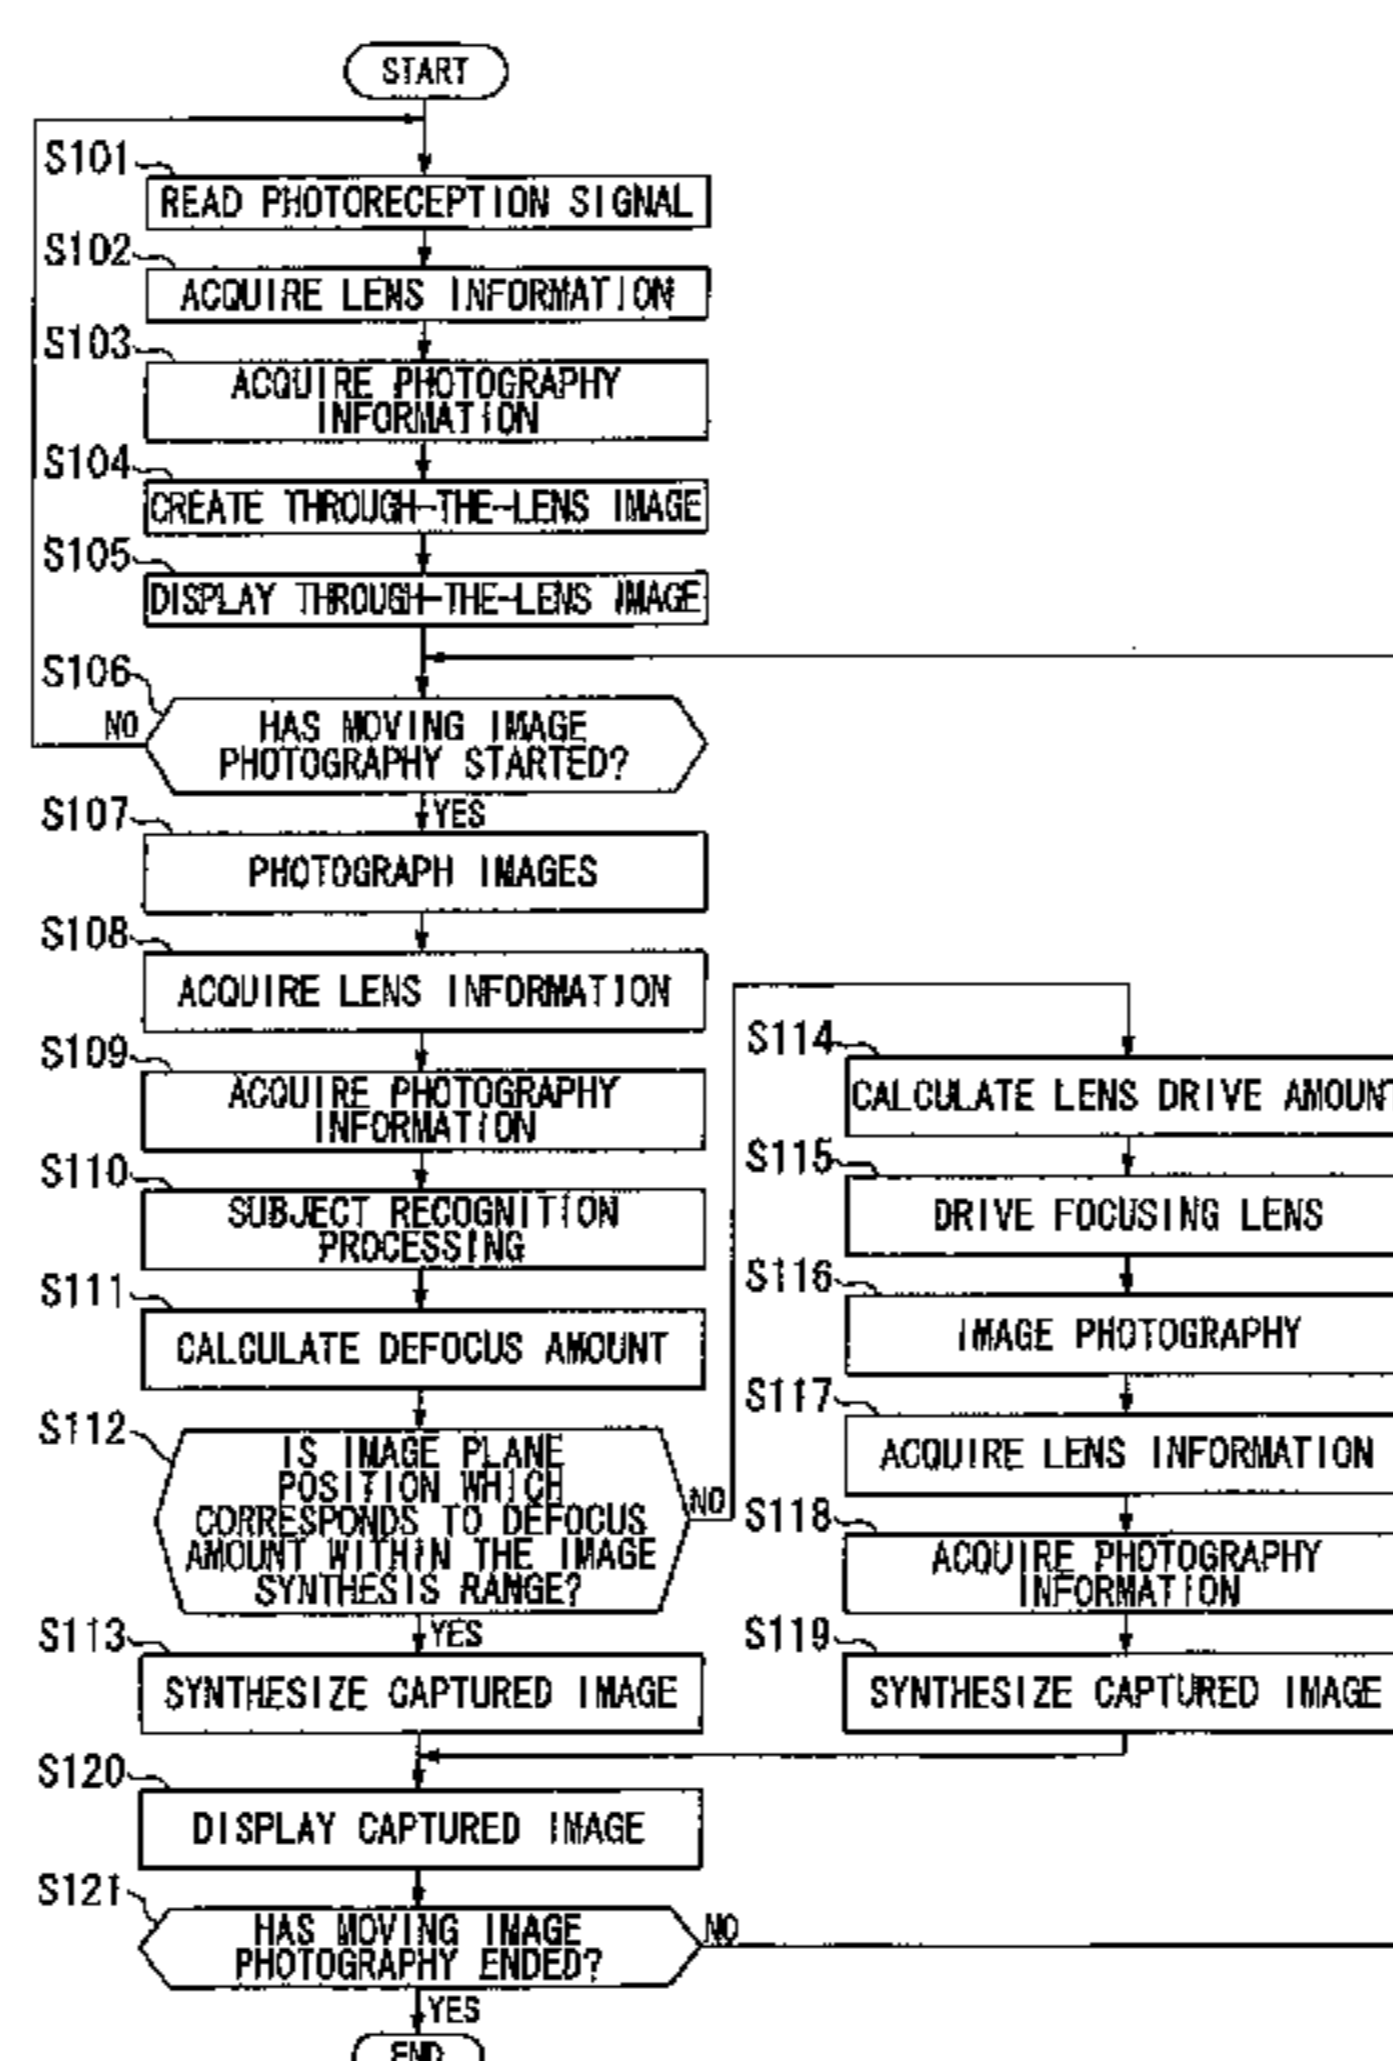 START
S101
READ PHOTORECEPTION SIGNAL
S102
ACQUIRE LENS INFORMATION
S103
ACQUIRE PHOTOGRAPHY
INFORMATION
S104
CREATE THROUGH-THE-LENS IMAGE
S105
DISPLAY THROUGH-THE-LENS IMAGE
S106
NO
HAS MOVING IMAGE
PHOTOGRAPHY STARTED?
YES
S107
PHOTOGRAPH IMAGES
S108
ACQUIRE LENS INFORMATION
S109
ACQUIRE PHOTOGRAPHY
INFORMATION
S110
SUBJECT RECOGNITION
PROCESSING
S111
CALCULATE DEFOCUS AMOUNT
S112
IS IMAGE PLANE
POSITION WHICH
CORRESPONDS TO DEFOCUS
AMOUNT WITHIN THE IMAGE
SYNTHESIS RANGE?
NO
YES
S113
SYNTHESIZE CAPTURED IMAGE
S114
CALCULATE LENS DRIVE AMOUNT
S115
DRIVE FOCUSING LENS
S116
IMAGE PHOTOGRAPHY
S117
ACQUIRE LENS INFORMATION
S118
ACQUIRE PHOTOGRAPHY
INFORMATION
S119
SYNTHESIZE CAPTURED IMAGE
S120
DISPLAY CAPTURED IMAGE
S121
HAS MOVING IMAGE
PHOTOGRAPHY ENDED?
NO
YES
END